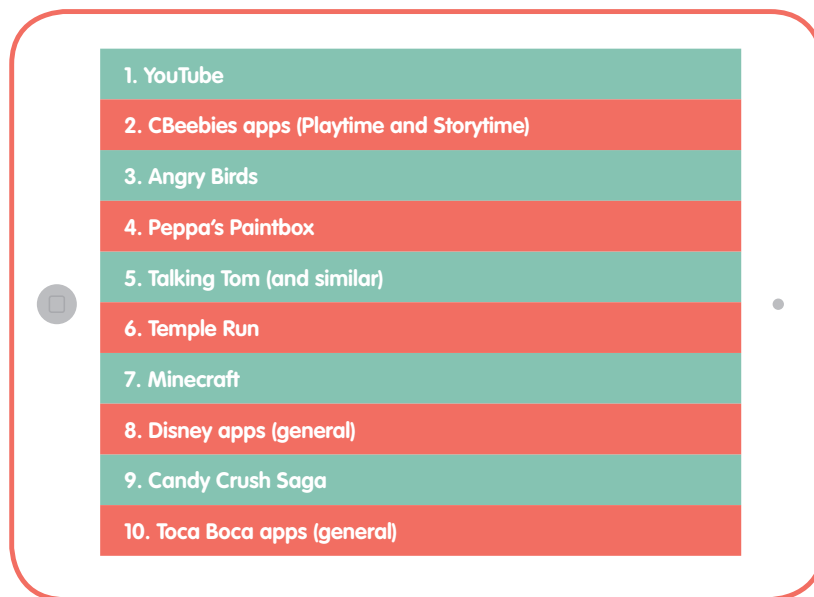 1. YouTube
2. CBeebies apps (Playtime and Storytime)
3. Angry Birds
4. Peppa's Paintbox
5. Talking Tom (and similar)
6. Temple Run
7. Minecraft
8. Disney apps (general)
9. Candy Crush Saga
10. Toca Boca apps (general)